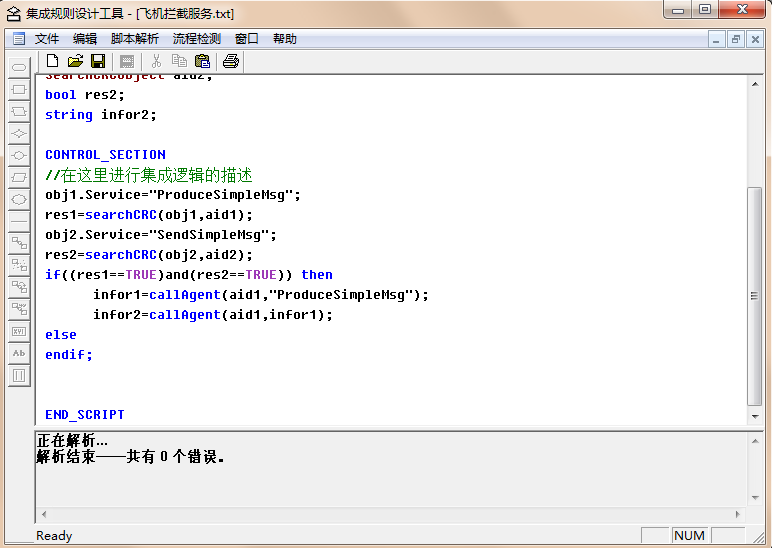 集成规则设计工具 - [飞机拦截服务.txt]
文件 编辑 脚本解析 流程检测 窗口 帮助
SearchCRCObject aid2;
bool res2;
string infor2;
CONTROL_SECTION
//在这里进行集成逻辑的描述
obj1.Service="ProduceSimpleMsg";
res1=searchCRC(obj1,aid1);
obj2.Service="SendSimpleMsg";
res2=searchCRC(obj2,aid2);
if((res1==TRUE)and(res2==TRUE)) then
infor1=callAgent(aid1,"ProduceSimpleMsg");
infor2=callAgent(aid1,infor1);
else
endif;
END_SCRIPT
XYZ
Ab
正在解析...
解析结束——共有 0 个错误。
Ready
NUM